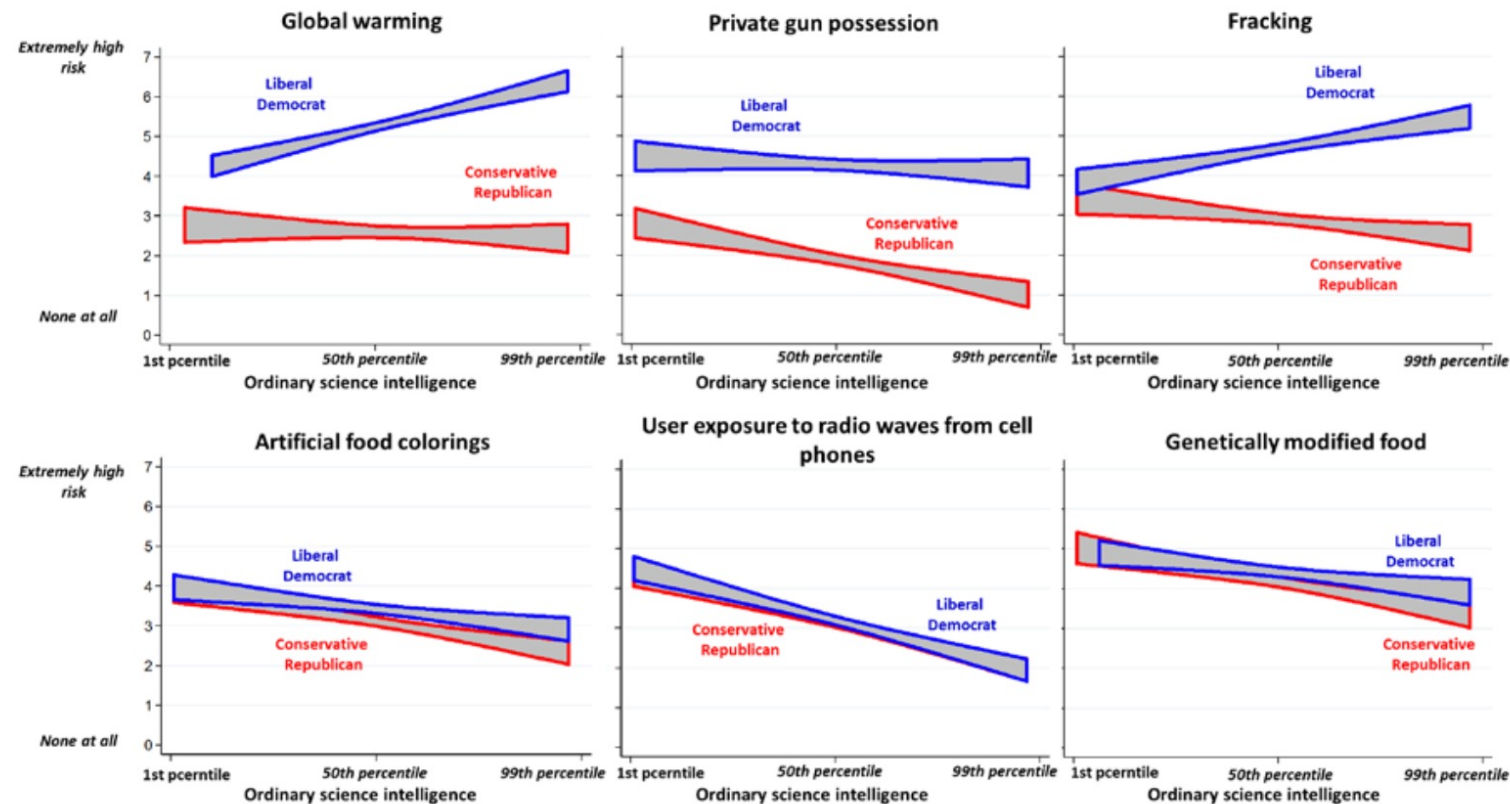 Global warming
Private gun possession
Fracking
Extremely high
risk
7
6
5
4
3
2
1
0
None at all
Liberal
Democrat
Conservative
Republican
Liberal
Democrat
Conservative
Republican
Liberal
Democrat
Conservative
Republican
1st pcerntile
50th percentile
99th percentile
1st pcerntile
50th percentile
99th percentile
1st pcerntile
50th percentile
99th percentile
Ordinary science intelligence
Ordinary science intelligence
Ordinary science intelligence
Artificial food colorings
User exposure to radio waves from cell
phones
Genetically modified food
Extremely high
risk
7
6
5
4
3
2
1
0
None at all
Liberal
Democrat
Conservative
Republican
Conservative
Republican
Liberal
Democrat
Liberal
Democrat
Conservative
Republican
1st pcerntile
50th percentile
99th percentile
1st pcerntile
50th percentile
99th percentile
1st pcerntile
50th percentile
99th percentile
Ordinary science intelligence
Ordinary science intelligence
Ordinary science intelligence